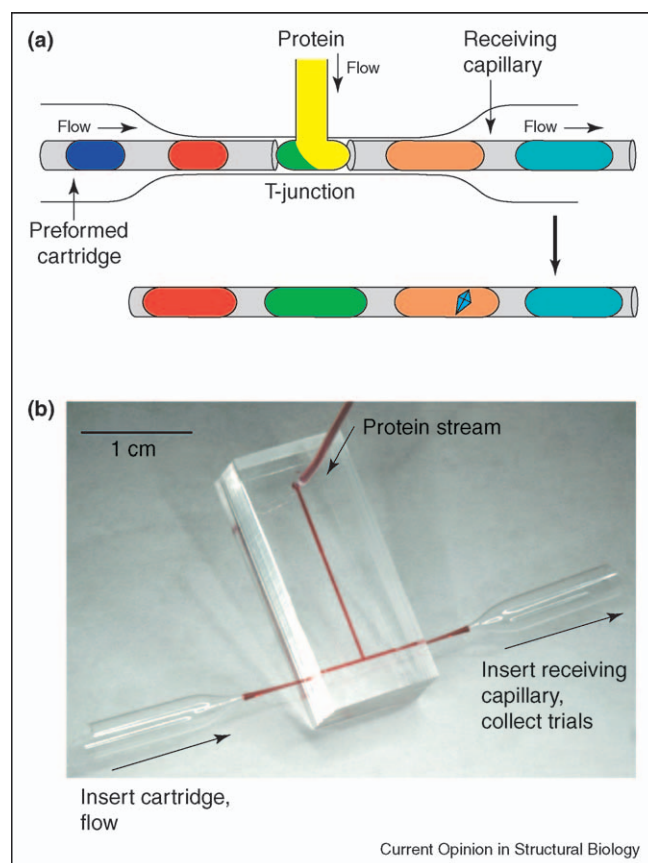 (a)
Protein
Flow
Receiving
capillary
Flow
Flow
T-junction
Preformed
cartridge
(b)
1 cm
Protein stream
Insert receiving
capillary,
collect trials
Insert cartridge,
flow
Current Opinion in Structural Biology